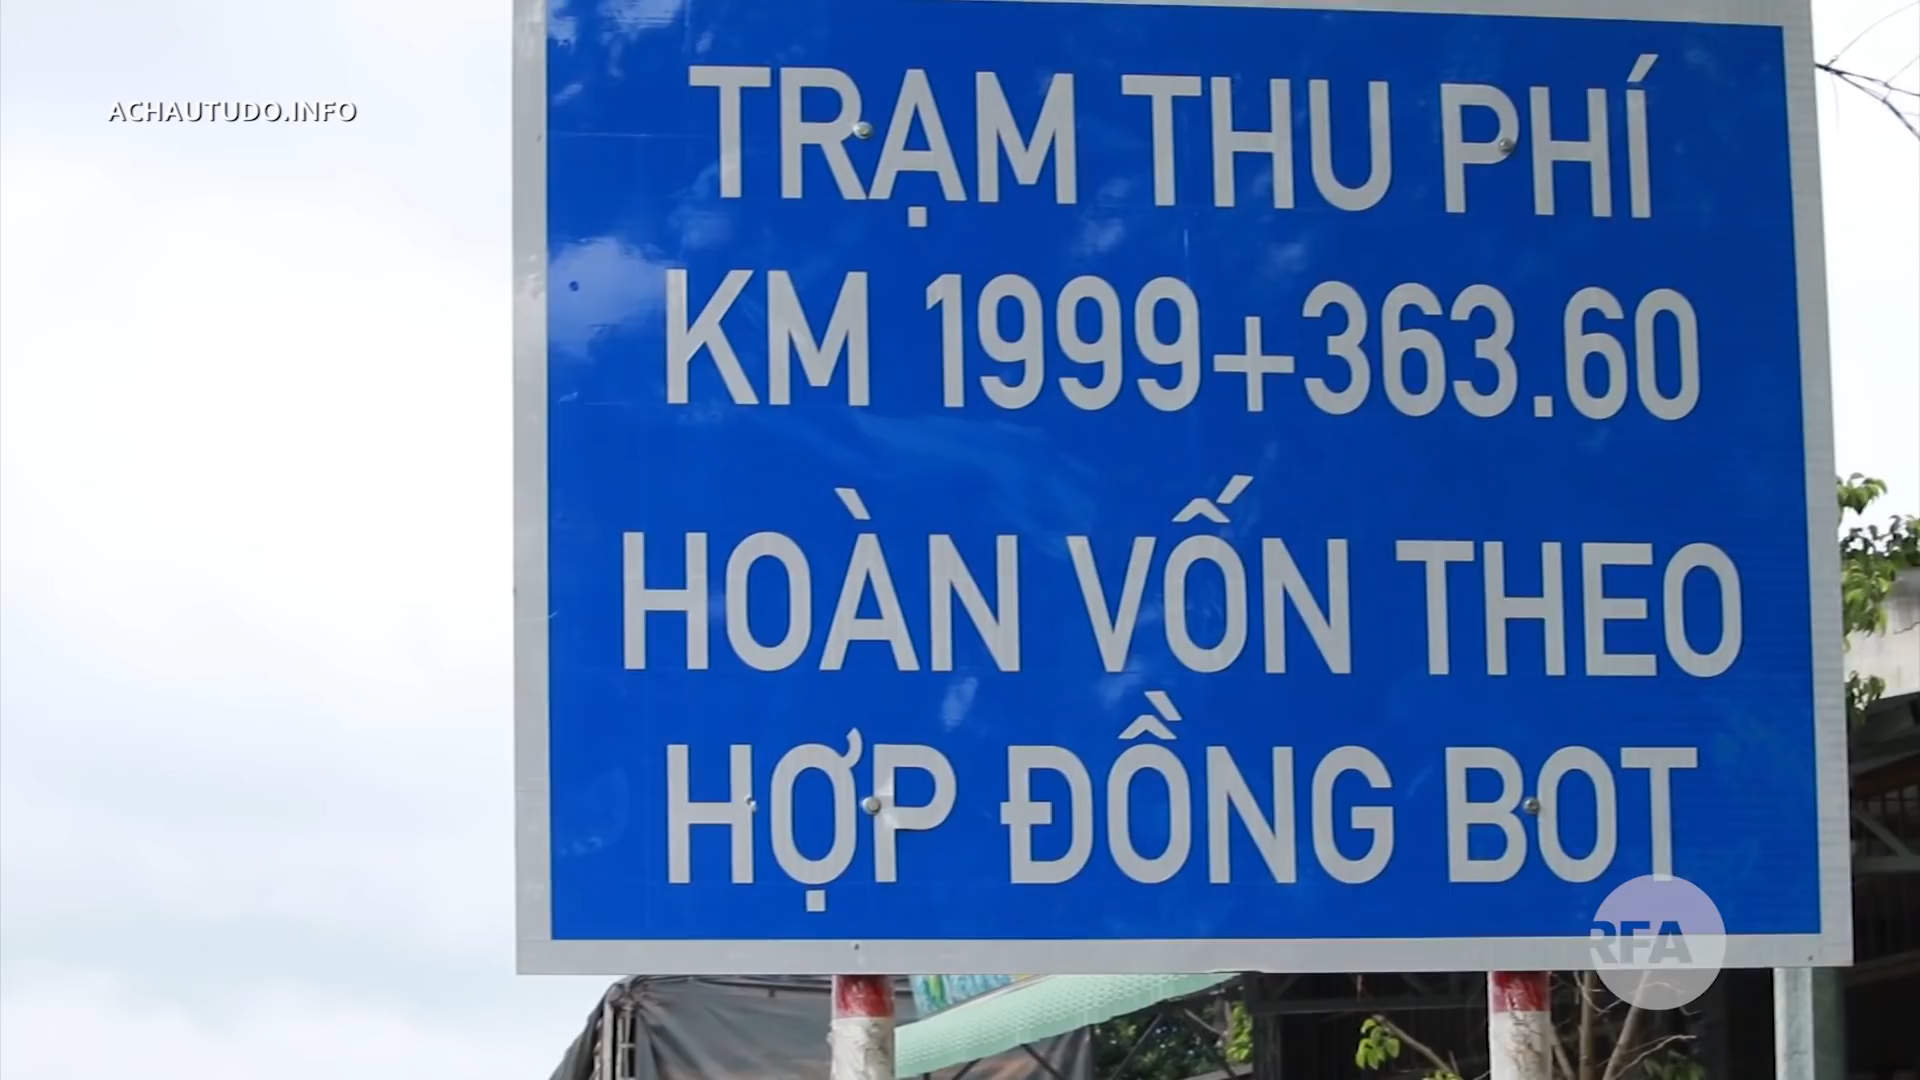 ACHAUTUDO.INFO
TRẠM THU PHÍ
KM 1999+363.60
HOÀN VỐN THEO
HỢP ĐỒNG BOT
RFA